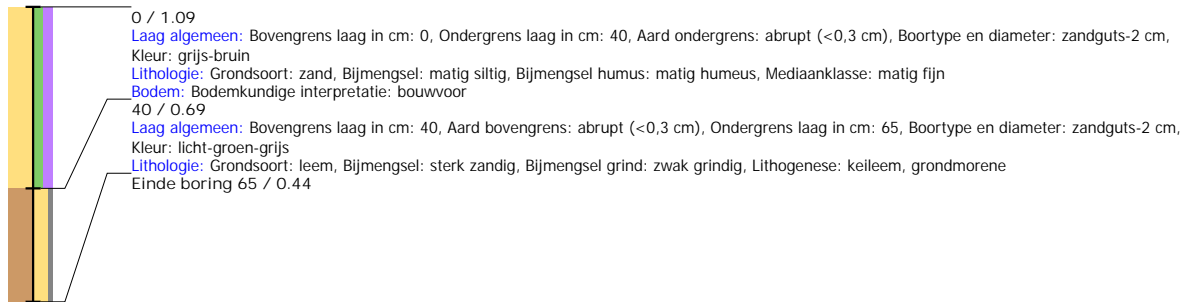 0 / 1.09
Laag algemeen: Bovengrens laag in cm: 0, Ondergrens laag in cm: 40, Aard ondergrens: abrupt (<0,3 cm), Boortype en diameter: zandguts-2 cm,
Kleur: grijs-bruin
Lithologie: Grondsoort: zand, Bijmengsel: matig siltig, Bijmengsel humus: matig humeus, Mediaanklasse: matig fijn
Bodem: Bodemkundige interpretatie: bouwvoor
40 / 0.69
Laag algemeen: Bovengrens laag in cm: 40, Aard bovengrens: abrupt (<0,3 cm), Ondergrens laag in cm: 65, Boortype en diameter: zandguts-2 cm,
Kleur: licht-groen-grijs
Lithologie: Grondsoort: leem, Bijmengsel: sterk zandig, Bijmengsel grind: zwak grindig, Lithogenese: keileem, grondmorene
Einde boring 65 / 0.44